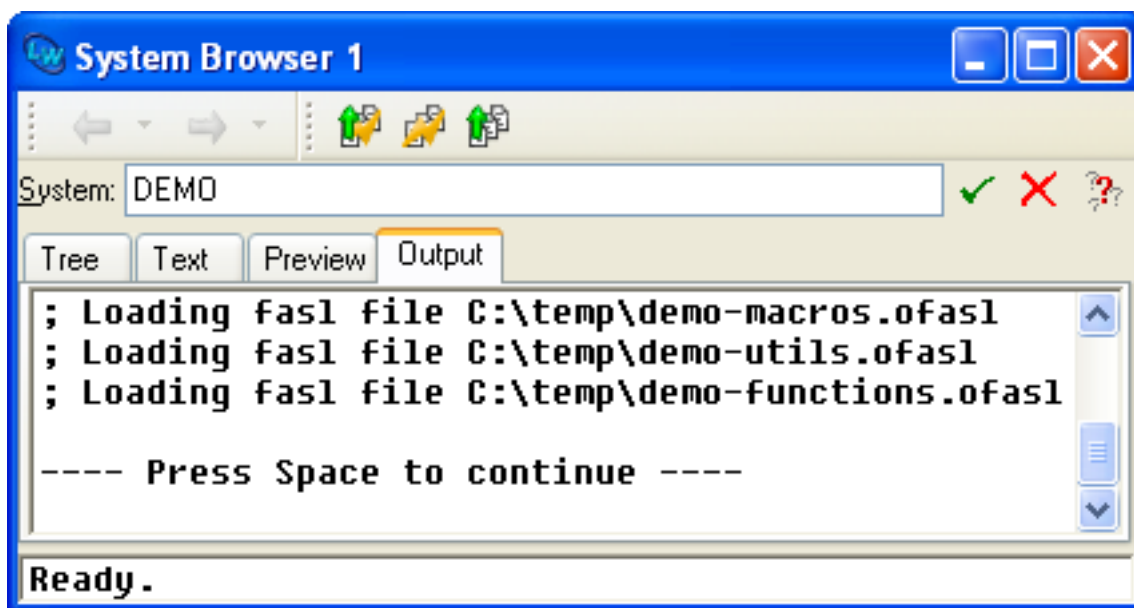 System Browser 1
System: DEMO
Tree Text Preview Output
; Loading fasl file C:\temp\demo-macros.ofasl
; Loading fasl file C:\temp\demo-utils.ofasl
; Loading fasl file C:\temp\demo-functions.ofasl
---- Press Space to continue ----
Ready.